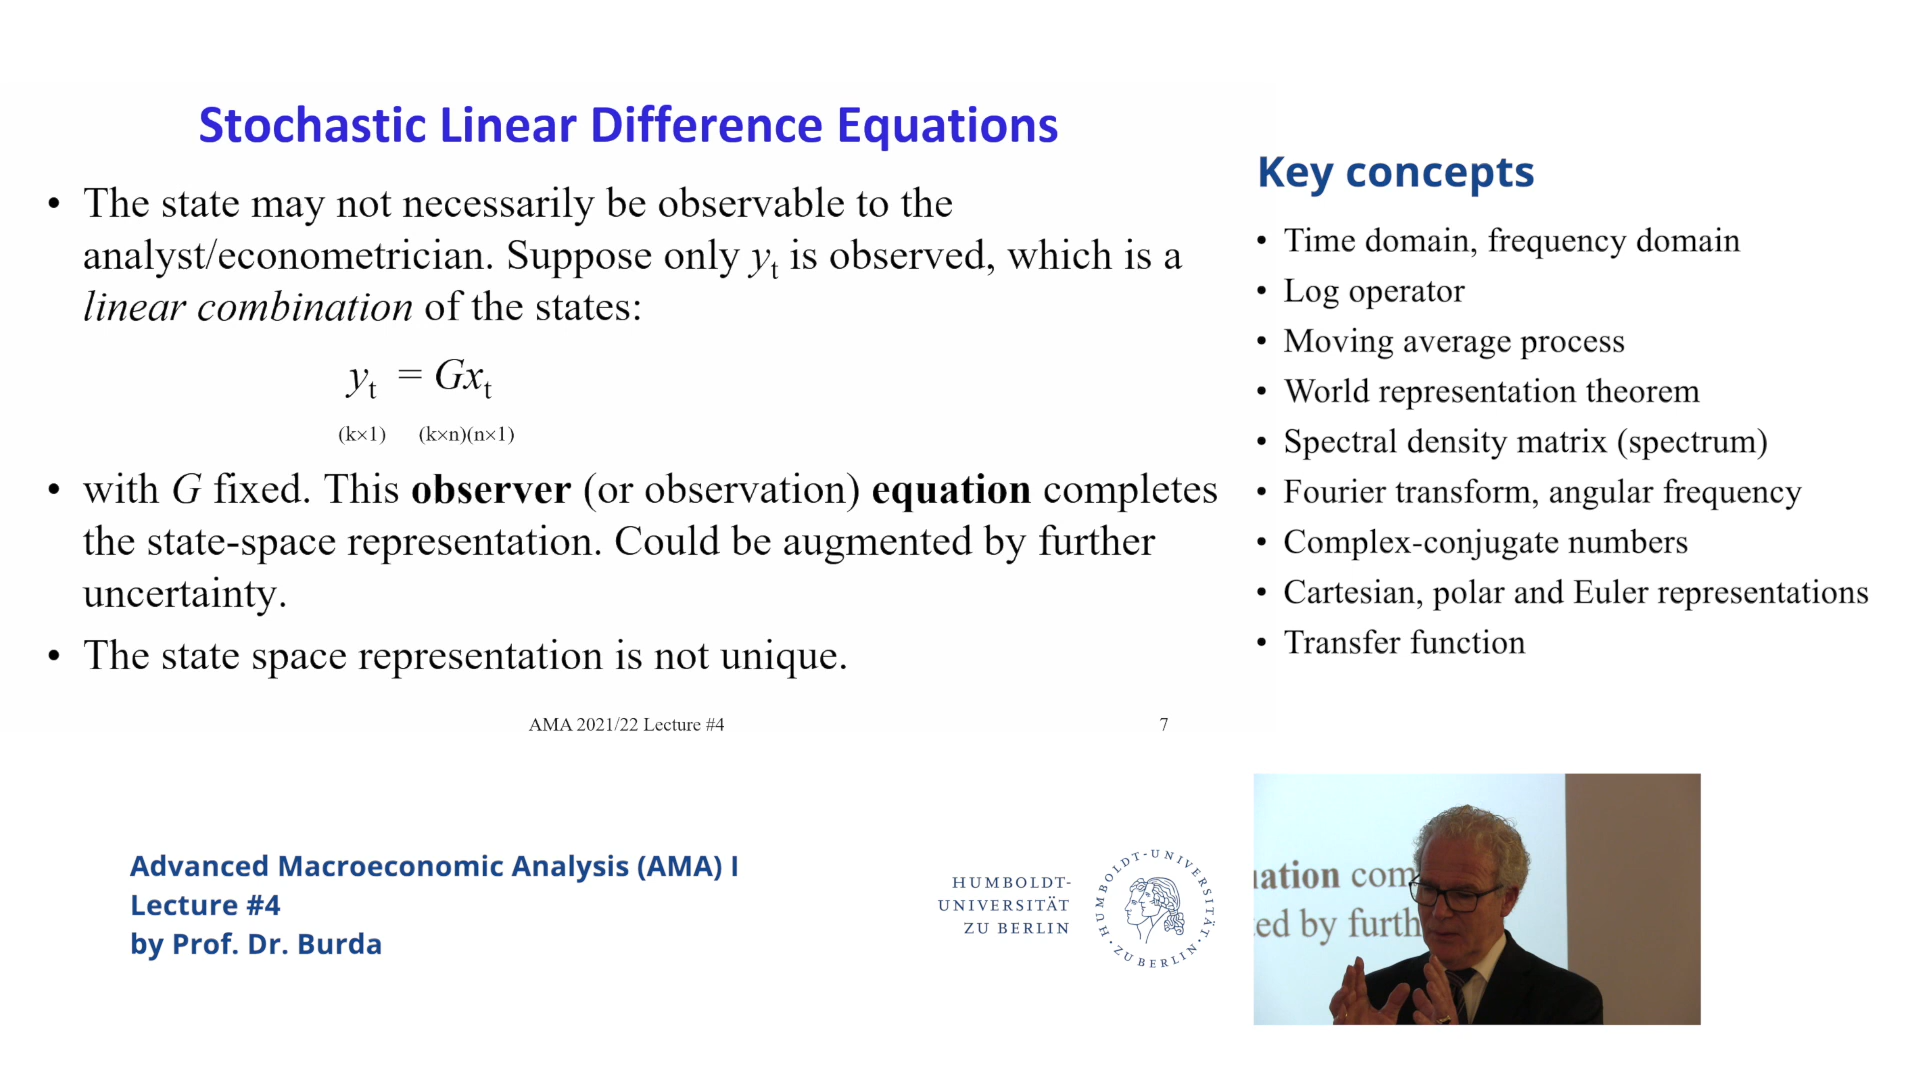 Stochastic Linear Difference Equations
• The state may not necessarily be observable to the
analyst/econometrician. Suppose only yt is observed, which is a
linear combination of the states:
yt = Gxt
(k×1) (k×n)(n×1)
• with G fixed. This observer (or observation) equation completes
the state-space representation. Could be augmented by further
uncertainty.
• The state space representation is not unique.
AMA 2021/22 Lecture #4
7
Key concepts
• Time domain, frequency domain
• Log operator
• Moving average process
• World representation theorem
• Spectral density matrix (spectrum)
• Fourier transform, angular frequency
• Complex-conjugate numbers
• Cartesian, polar and Euler representations
• Transfer function
Advanced Macroeconomic Analysis (AMA) I
Lecture #4
by Prof. Dr. Burda
HUMBOLDT-
UNIVERSITÄT
ZU BERLIN
HUMBOLDT-UNIVERSITÄT · ZU BERLIN ·
ation com
ed by furth